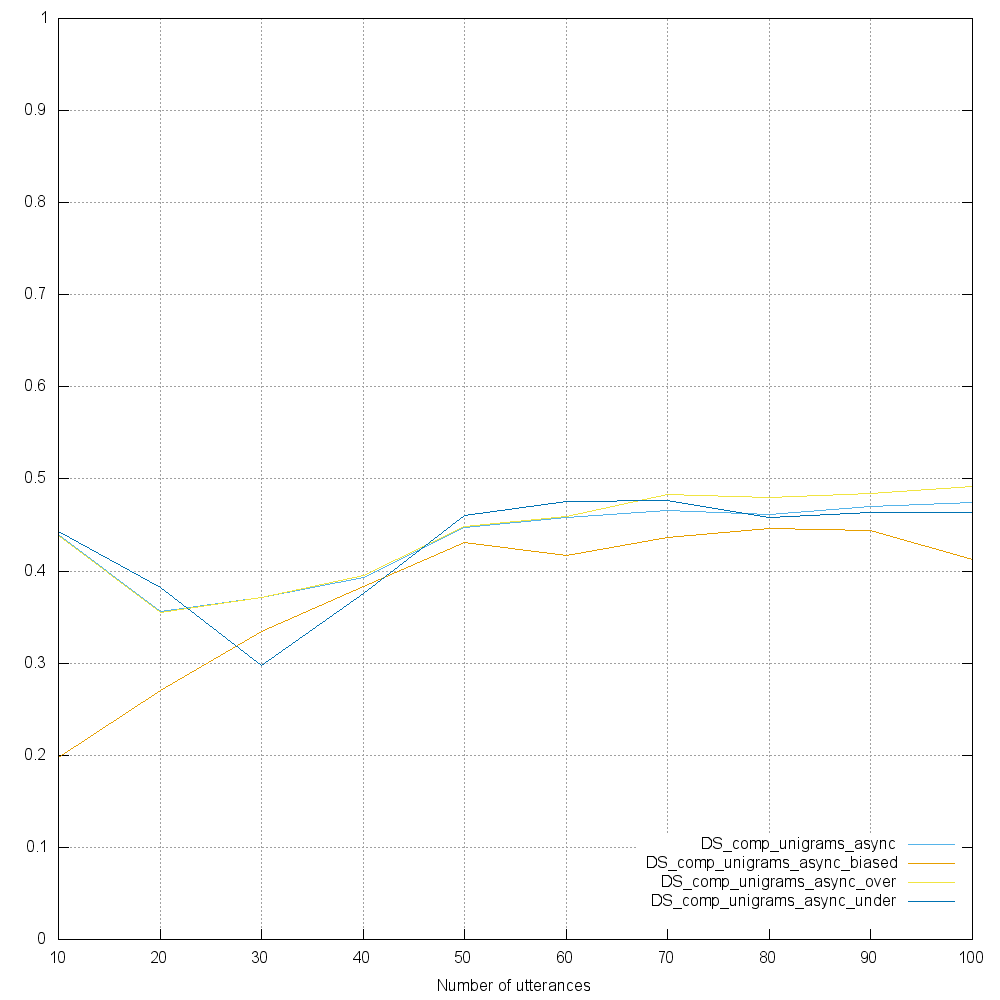 1
0.9
0.8
0.7
0.6
0.5
0.4
0.3
0.2
0.1
0
DS_comp_unigrams_async
DS_comp_unigrams_async_biased
DS_comp_unigrams_async_over
DS_comp_unigrams_async_under
10 20 30 40 50 60 70 80 90 100
Number of utterances